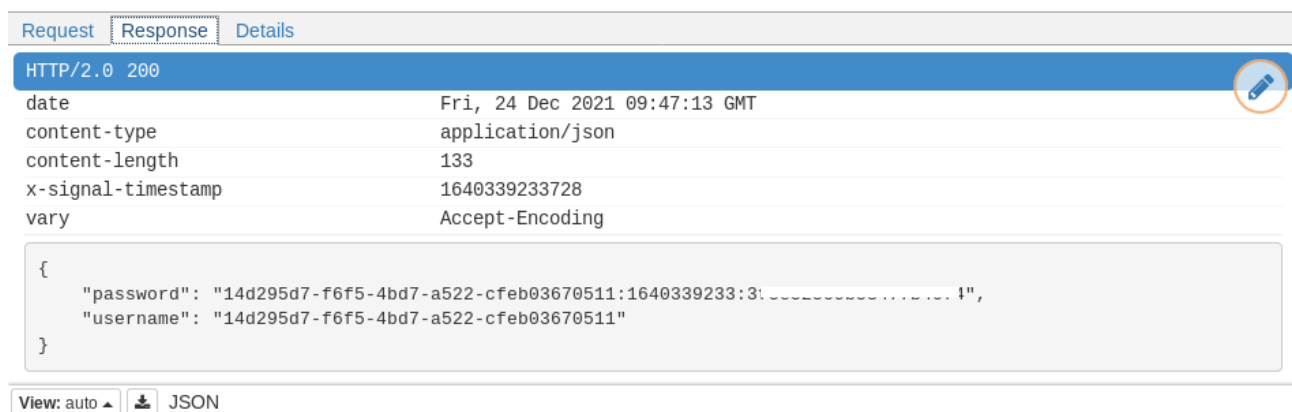 Request Response Details
HTTP/2.0 200
date Fri, 24 Dec 2021 09:47:13 GMT
content-type application/json
content-length 133
x-signal-timestamp 1640339233728
vary Accept-Encoding
{
"password": "14d295d7-f6f5-4bd7-a522-cfeb03670511:1640339233:
"username": "14d295d7-f6f5-4bd7-a522-cfeb03670511"
}
View: auto JSON